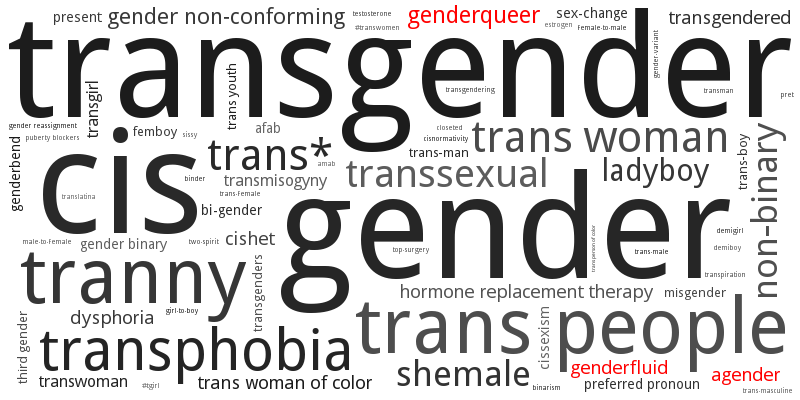 present
gender non-conforming
testosterone
#transwomen
genderqueer
estrogen
sex-change
Female-to-male
transgendered
transgender
gender-variant
transgendering
transman
pret
gender reassignment
puberty blockers
transgirl
femboy
sissy
trans youth
afab
closeted
cisnormativity
trans woman
trans-man
trans*
amab
genderbend
cis
translatina
binder
transmisogyny
trans-Female
transsexual
ladyboy
trans-boy
non-binary
bi-gender
gender
male-to-Female
gender binary
two-spirit
cishet
top-surgery
trans person of color
trans-male
demigirl
demiboy
transpiration
tranny
transgenders
hormone replacement therapy
misgender
girl-to-boy
dysphoria
third gender
transphobia
trans people
cissexism
transwoman
#tgirl
trans woman of color
shemale
binarism
genderfluid
preferred pronoun
agender
trans-masculine